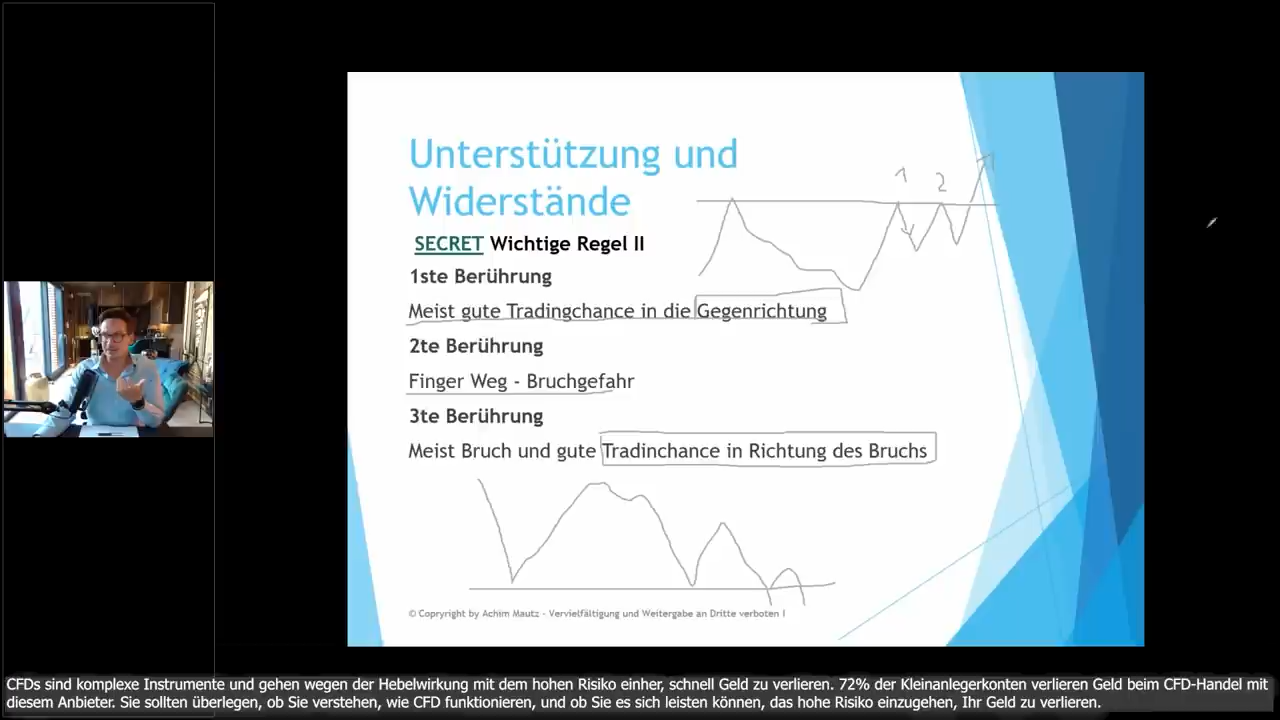 Unterstützung und
Widerstände
1 2
SECRET Wichtige Regel II
1ste Berührung
Meist gute Tradingchance in die Gegenrichtung
2te Berührung
Finger Weg - Bruchgefahr
3te Berührung
Meist Bruch und gute Tradinchance in Richtung des Bruchs
© Copryright by Achim Mautz - Vervielfältigung und Weitergabe an Dritte verboten !
CFDs sind komplexe Instrumente und gehen wegen der Hebelwirkung mit dem hohen Risiko einher, schnell Geld zu verlieren. 72% der Kleinanlegerkonten verlieren Geld beim CFD-Handel mit
diesem Anbieter. Sie sollten überlegen, ob Sie verstehen, wie CFD funktionieren, und ob Sie es sich leisten können, das hohe Risiko einzugehen, Ihr Geld zu verlieren.